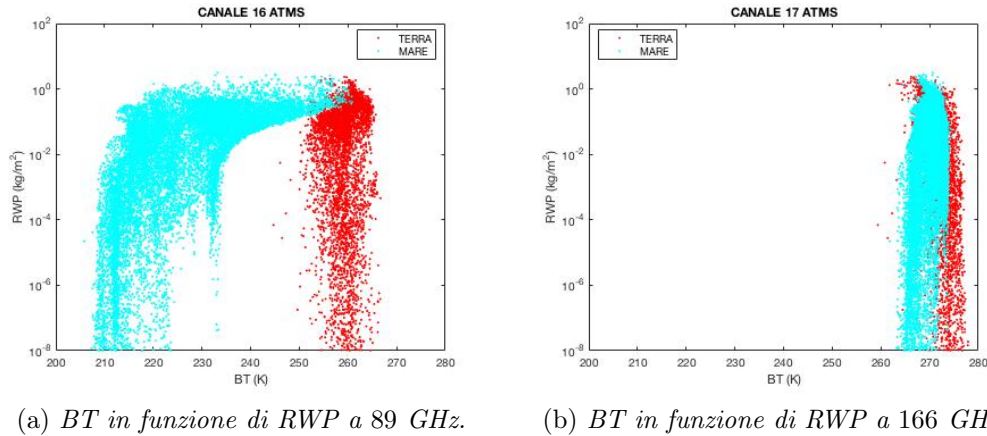 CANALE 16 ATMS
TERRA
MARE
10^2
10^0
10^-2
10^-4
10^-6
10^-8
RWP (kg/m^2)
200 210 220 230 240 250 260 270 280
BT (K)
CANALE 17 ATMS
TERRA
MARE
10^2
10^0
10^-2
10^-4
10^-6
10^-8
RWP (kg/m^2)
200 210 220 230 240 250 260 270 280
BT (K)
(a) BT in funzione di RWP a 89 GHz.
(b) BT in funzione di RWP a 166 GH